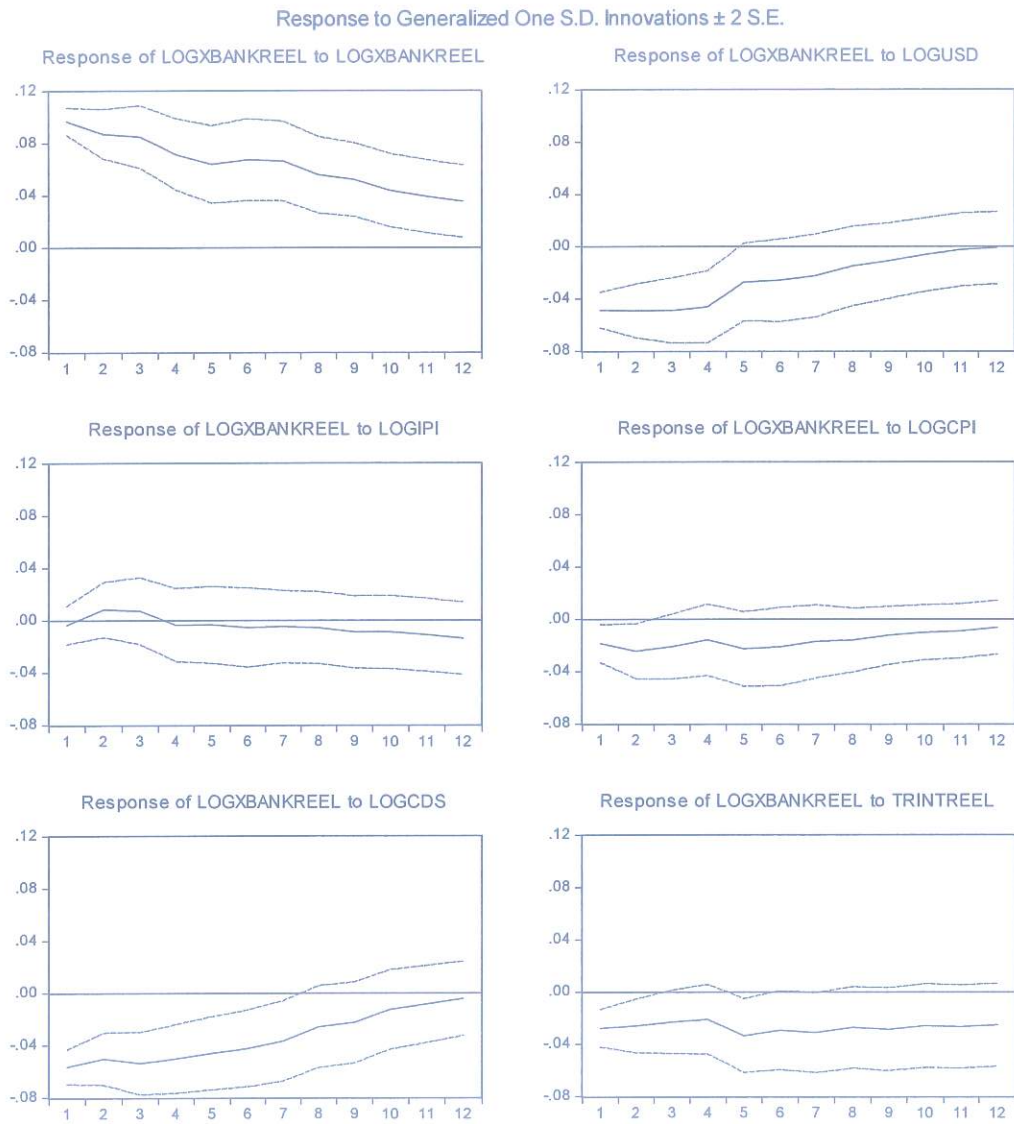 Response to Generalized One S.D. Innovations ± 2 S.E.
Response of LOGXBANKREEL to LOGXBANKREEL
.12
.08
.04
.00
-.04
-.08
1 2 3 4 5 6 7 8 9 10 11 12
Response of LOGXBANKREEL to LOGUSD
.12
.08
.04
.00
-.04
-.08
1 2 3 4 5 6 7 8 9 10 11 12
Response of LOGXBANKREEL to LOGIPI
.12
.08
.04
.00
-.04
-.08
1 2 3 4 5 6 7 8 9 10 11 12
Response of LOGXBANKREEL to LOGCPI
.12
.08
.04
.00
-.04
-.08
1 2 3 4 5 6 7 8 9 10 11 12
Response of LOGXBANKREEL to LOGCDS
.12
.08
.04
.00
-.04
-.08
1 2 3 4 5 6 7 8 9 10 11 12
Response of LOGXBANKREEL to TRINTREEL
.12
.08
.04
.00
-.04
-.08
1 2 3 4 5 6 7 8 9 10 11 12